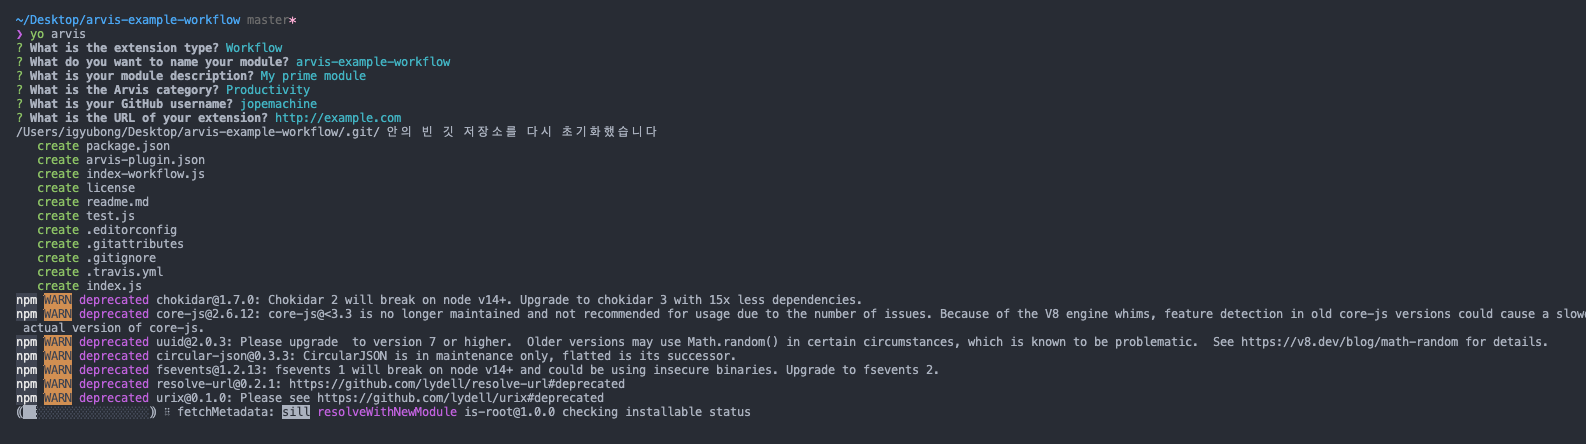 ~/Desktop/arvis-example-workflow master*
❯ yo arvis
? What is the extension type? Workflow
? What do you want to name your module? arvis-example-workflow
? What is your module description? My prime module
? What is the Arvis category? Productivity
? What is your GitHub username? jopemachine
? What is the URL of your extension? http://example.com
/Users/igyubong/Desktop/arvis-example-workflow/.git/ 안의 빈 깃 저장소를 다시 초기화했습니다
create package.json
create arvis-plugin.json
create index-workflow.js
create license
create readme.md
create test.js
create .editorconfig
create .gitattributes
create .gitignore
create .travis.yml
create index.js
npm WARN deprecated chokidar@1.7.0: Chokidar 2 will break on node v14+. Upgrade to chokidar 3 with 15x less dependencies.
npm WARN deprecated core-js@2.6.12: core-js@<3.3 is no longer maintained and not recommended for usage due to the number of issues. Because of the V8 engine whims, feature detection in old core-js versions could cause a
actual version of core-js.
npm WARN deprecated uuid@2.0.3: Please upgrade  to version 7 or higher.  Older versions may use Math.random() in certain circumstances, which is known to be problematic.  See https://v8.dev/blog/math-random for details.
npm WARN deprecated circular-json@0.3.3: CircularJSON is in maintenance only, flatted is its successor.
npm WARN deprecated fsevents@1.2.13: fsevents 1 will break on node v14+ and could be using insecure binaries. Upgrade to fsevents 2.
npm WARN deprecated resolve-url@0.2.1: https://github.com/lydell/resolve-url#deprecated
npm WARN deprecated urix@0.1.0: Please see https://github.com/lydell/urix#deprecated
fetchMetadata: sill resolveWithNewModule is-root@1.0.0 checking installable status